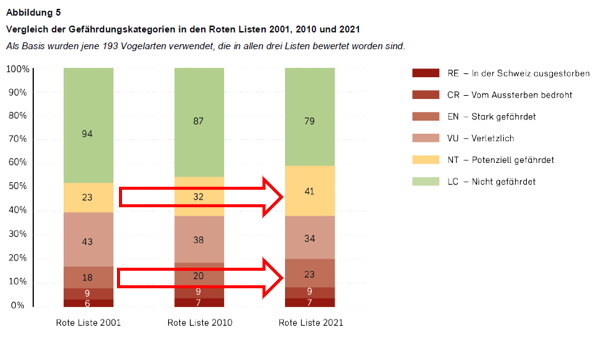 Abbildung 5
Vergleich der Gefährdungskategorien in den Roten Listen 2001, 2010 und 2021
Als Basis wurden jene 193 Vogelarten verwendet, die in allen drei Listen bewertet worden sind.
100%
90%
80%
70%
60%
50%
40%
30%
20%
10%
0%
94
23
43
18
9
6
87
32
38
20
9
7
79
41
34
23
9
7
Rote Liste 2001
Rote Liste 2010
Rote Liste 2021
RE – In der Schweiz ausgestorben
CR – Vom Aussterben bedroht
EN – Stark gefährdet
VU – Verletzlich
NT – Potenziell gefährdet
LC – Nicht gefährdet